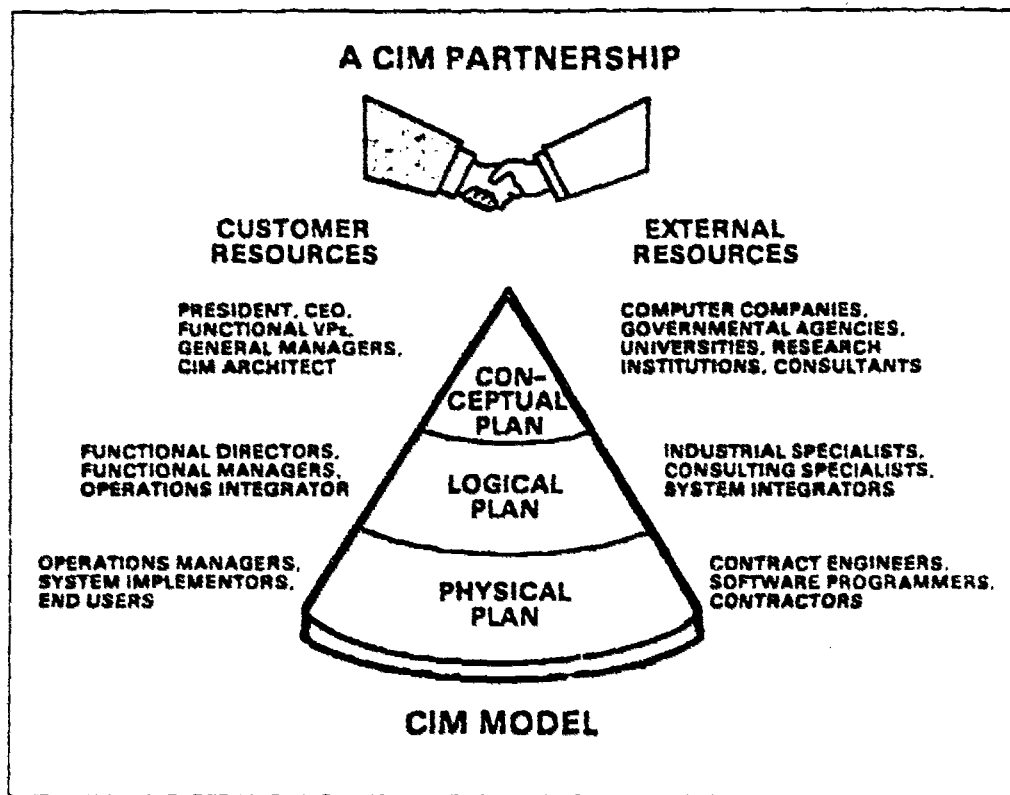 A CIM PARTNERSHIP
CUSTOMER
RESOURCES
EXTERNAL
RESOURCES
PRESIDENT, CEO,
FUNCTIONAL VPs,
GENERAL MANAGERS,
CIM ARCHITECT
COMPUTER COMPANIES,
GOVERNMENTAL AGENCIES,
UNIVERSITIES, RESEARCH
INSTITUTIONS, CONSULTANTS
CON-
CEPTUAL
PLAN
FUNCTIONAL DIRECTORS,
FUNCTIONAL MANAGERS,
OPERATIONS INTEGRATOR
LOGICAL
PLAN
INDUSTRIAL SPECIALISTS,
CONSULTING SPECIALISTS,
SYSTEM INTEGRATORS
OPERATIONS MANAGERS,
SYSTEM IMPLEMENTORS,
END USERS
PHYSICAL
PLAN
CONTRACT ENGINEERS,
SOFTWARE PROGRAMMERS,
CONTRACTORS
CIM MODEL